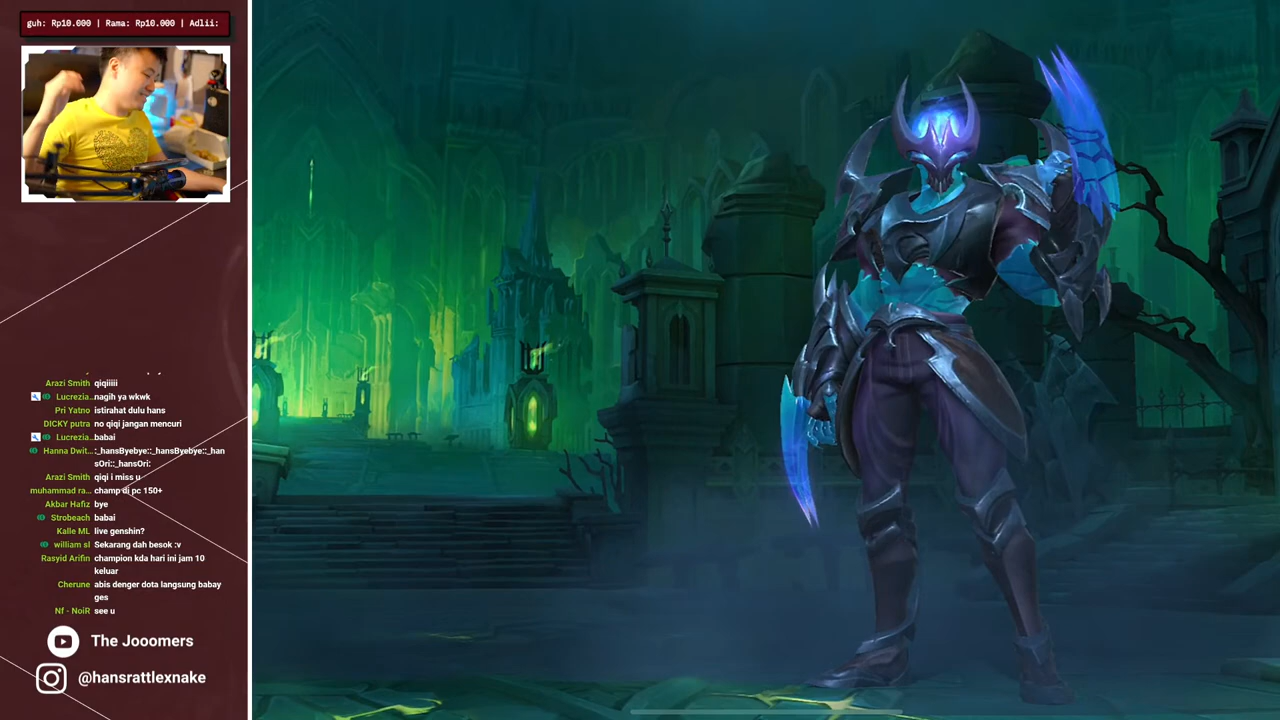 guh: Rp10.000 | Rama: Rp10.000 | Adlii:
Arazi Smith qiqiiiii
Lucrezia.. nagih ya wkwk
Pri Yatno istirahat dulu hans
DICKY putra no qiqi jangan mencuri
Lucrezia.. babai
Hanna Dwit... :_hansByebye::_hansByebye::_han
sOri::_hansOri:
Arazi Smith qiqi i miss u
muhammad ra... champ di pc 150+
Akbar Hafiz bye
Strobeach babai
Kalle ML live genshin?
william sl Sekarang dah besok :v
Rasyid Arifin champion kda hari ini jam 10
keluar
Cherune abis denger dota langsung babay
ges
Nf - NoiR see u
The Jooomers
@hansrattlexnake